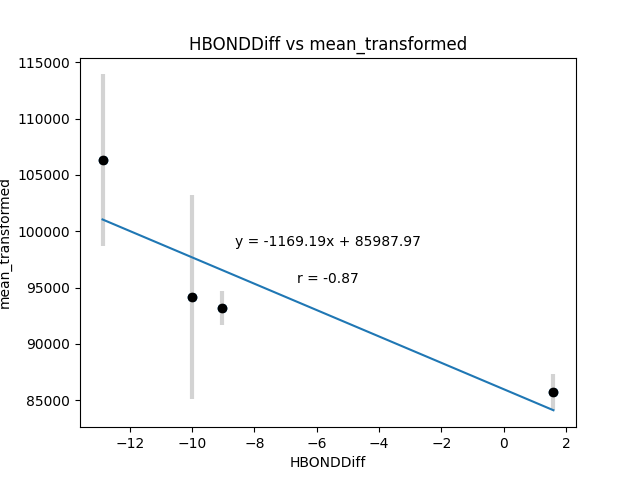 HBONDDiff vs mean_transformed
115000
110000
105000
100000
95000
90000
85000
mean_transformed
y = -1169.19x + 85987.97
r = -0.87
−12 −10 −8 −6 −4 −2 0 2
HBONDDiff